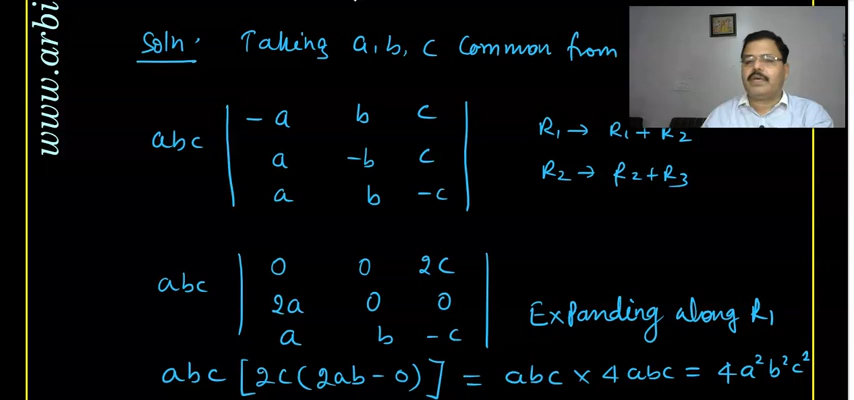 www.arbi
Soln. Taking a, b, c Common from
abc | -a b c |
| a -b c |
| a b -c |
R1 → R1 + R2
R2 → R2 + R3
abc | 0 0 2c |
| 2a 0 0 |
| a b -c |
Expanding along R1
abc [2c(2ab - 0)] = abc × 4abc = 4a²b²c²